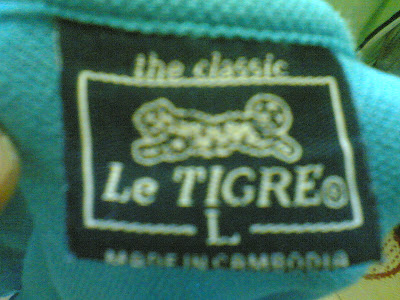 the classic
Le TIGRE®
L
MADE IN CAMBODIA